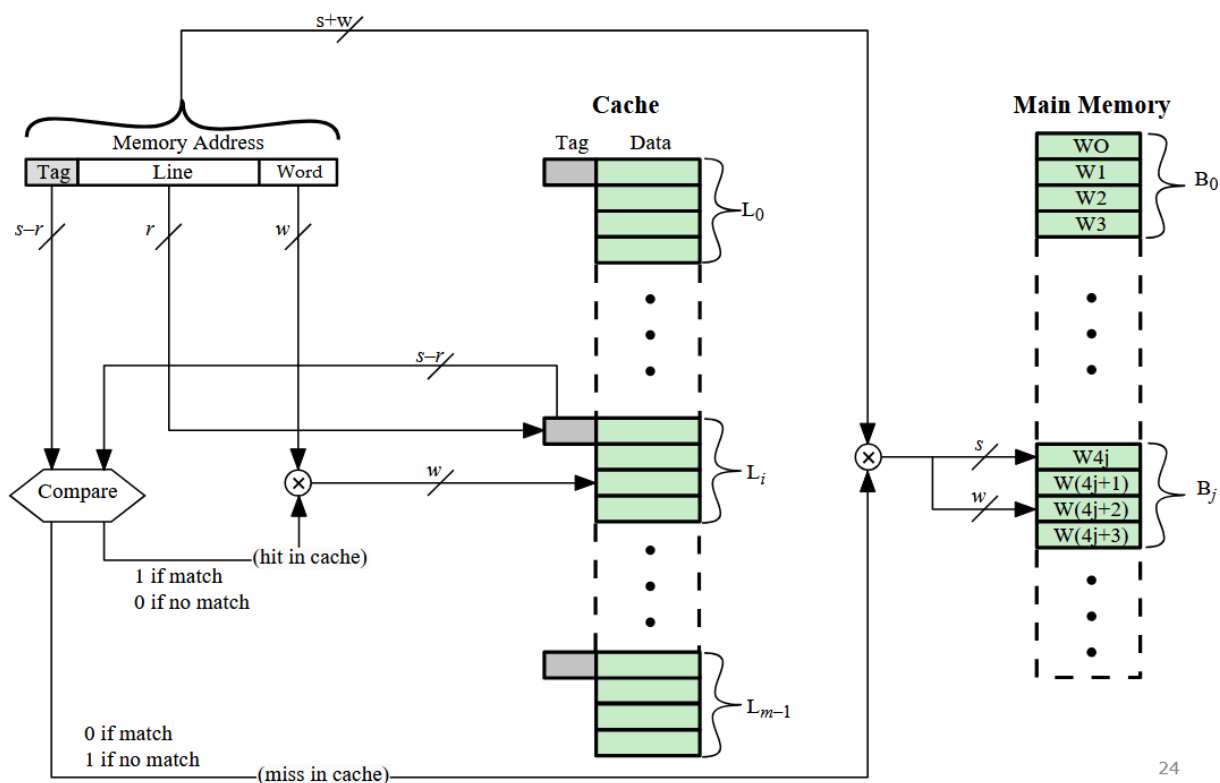 s+w
Cache
Main Memory
Memory Address
Tag Data
Tag Line Word
WO
W1
W2
W3
B0
L0
s–r
r
w
s–r
Compare
w
Li
s
w
W4j
W(4j+1)
W(4j+2)
W(4j+3)
Bj
(hit in cache)
1 if match
0 if no match
Lm–1
0 if match
1 if no match
(miss in cache)
24